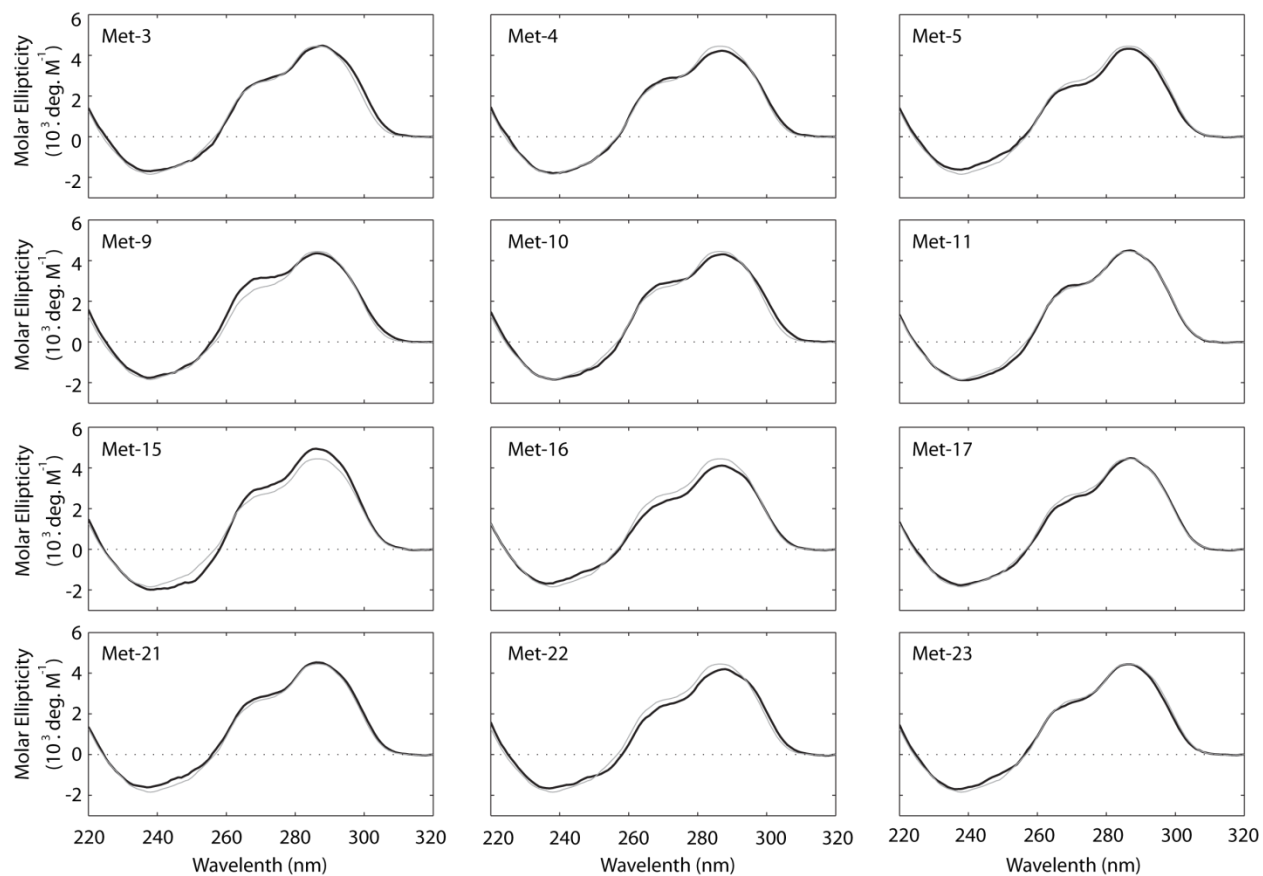 Met-3
Met-4
Met-5
6
4
2
0
-2
Molar Ellipticity
(10³.deg. M⁻¹)
Met-9
Met-10
Met-11
6
4
2
0
-2
Molar Ellipticity
(10³.deg. M⁻¹)
Met-15
Met-16
Met-17
6
4
2
0
-2
Molar Ellipticity
(10³.deg. M⁻¹)
Met-21
Met-22
Met-23
6
4
2
0
-2
Molar Ellipticity
(10³.deg. M⁻¹)
220 240 260 280 300 320 220 240 260 280 300 320 220 240 260 280 300 320
Wavelenth (nm) Wavelenth (nm) Wavelenth (nm)